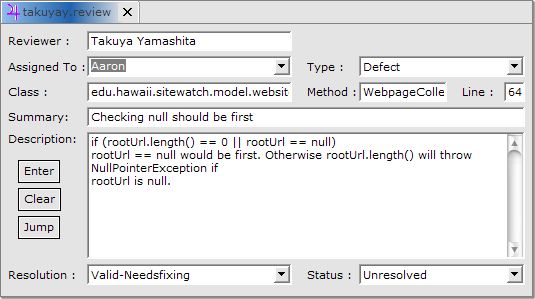 takuyay.review
Reviewer : Takuya Yamashita
Assigned To : Aaron Type : Defect
Class : edu.hawaii.sitewatch.model.websit Method : WebpageColle Line : 64
Summary: Checking null should be first
Description: if (rootUrl.length() == 0 || rootUrl == null)
rootUrl == null would be first. Otherwise rootUrl.length() will throw
NullPointerException if
rootUrl is null.
Enter
Clear
Jump
Resolution : Valid-Needsfixing Status : Unresolved